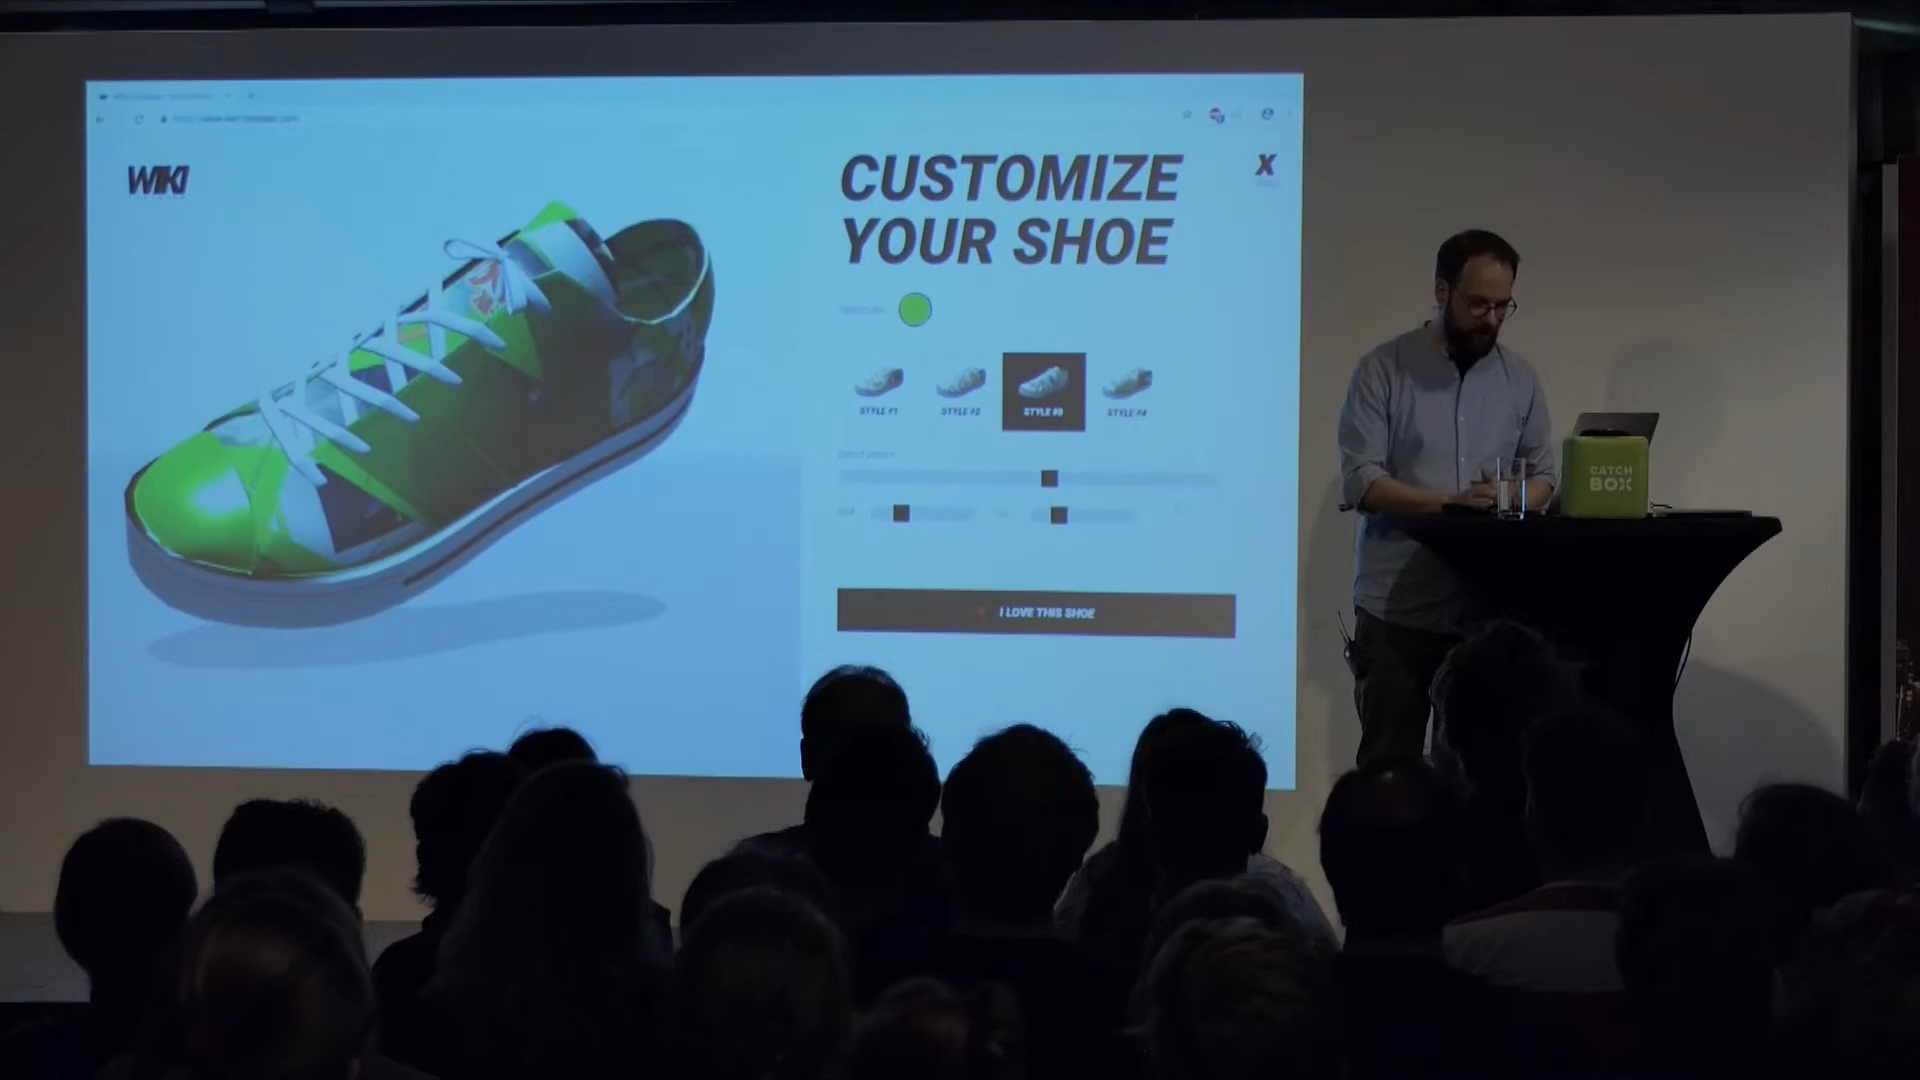 WIKI
CUSTOMIZE
YOUR SHOE
X
STYLE #1
STYLE #2
STYLE #3
STYLE #4
I LOVE THIS SHOE
CATCH
BOX